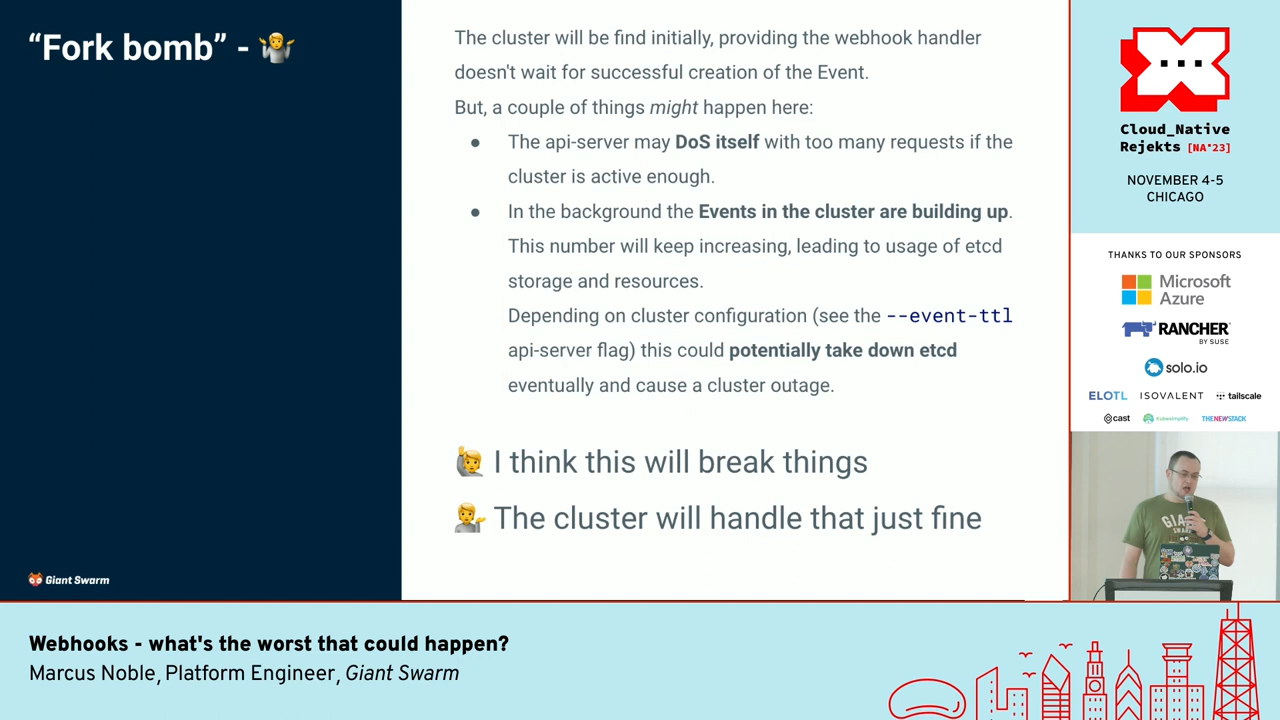 “Fork bomb” - 🤷
The cluster will be find initially, providing the webhook handler
doesn't wait for successful creation of the Event.
But, a couple of things might happen here:
● The api-server may DoS itself with too many requests if the
cluster is active enough.
● In the background the Events in the cluster are building up.
This number will keep increasing, leading to usage of etcd
storage and resources.
Depending on cluster configuration (see the --event-ttl
api-server flag) this could potentially take down etcd
eventually and cause a cluster outage.
🙋 I think this will break things
💁 The cluster will handle that just fine
Giant Swarm
Cloud_Native
Rejekts [NA'23]
NOVEMBER 4-5
CHICAGO
THANKS TO OUR SPONSORS
Microsoft
Azure
RANCHER
BY SUSE
solo.io
ELOTL ISOVALENT tailscale
cast Kubesimplify THENEWSTACK
GIANT
SWARM
Webhooks - what's the worst that could happen?
Marcus Noble, Platform Engineer, Giant Swarm